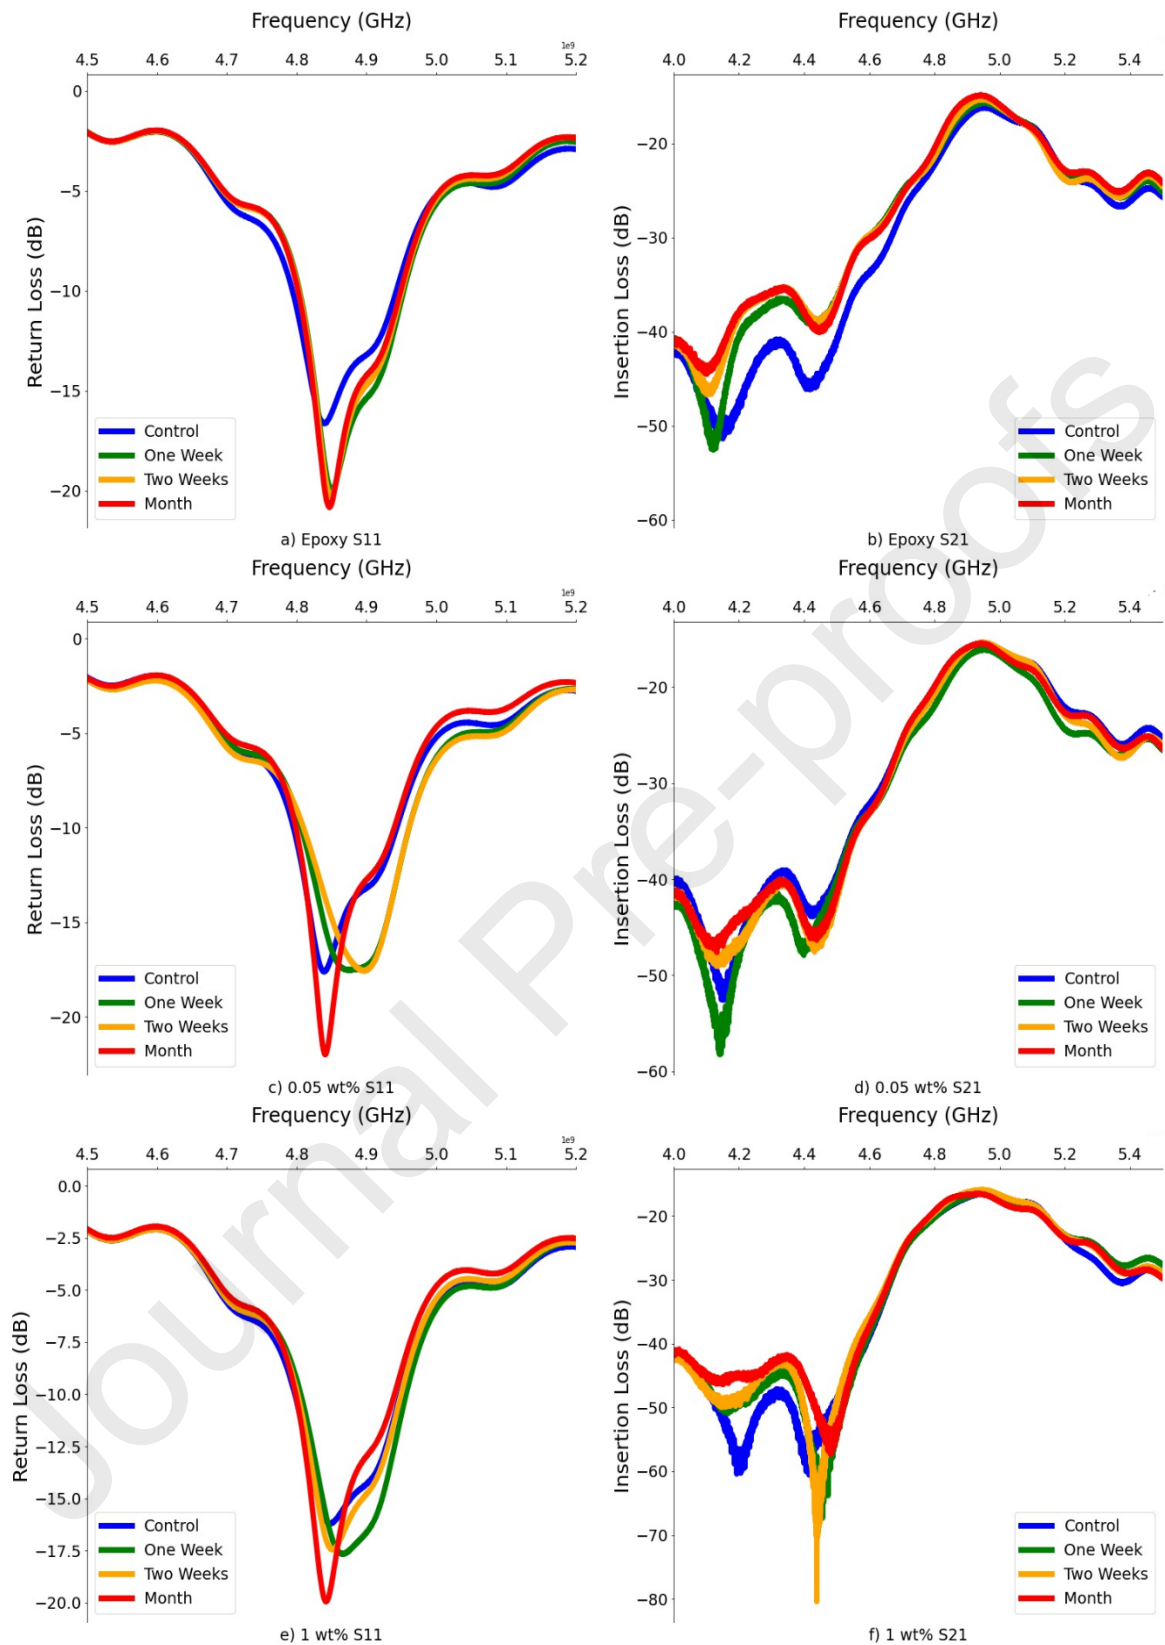 Frequency (GHz) Frequency (GHz)
1e9
4.5 4.6 4.7 4.8 4.9 5.0 5.1 5.2 4.0 4.2 4.4 4.6 4.8 5.0 5.2 5.4
0
−5
−10
−15
−20
Return Loss (dB)
Control
One Week
Two Weeks
Month
−20
−30
−40
−50
−60
Insertion Loss (dB)
Control
One Week
Two Weeks
Month
a) Epoxy S11 b) Epoxy S21
Frequency (GHz) Frequency (GHz)
1e9
4.5 4.6 4.7 4.8 4.9 5.0 5.1 5.2 4.0 4.2 4.4 4.6 4.8 5.0 5.2 5.4
0
−5
−10
−15
−20
Return Loss (dB)
Control
One Week
Two Weeks
Month
−20
−30
−40
−50
−60
Insertion Loss (dB)
Control
One Week
Two Weeks
Month
c) 0.05 wt% S11 d) 0.05 wt% S21
Frequency (GHz) Frequency (GHz)
1e9
4.5 4.6 4.7 4.8 4.9 5.0 5.1 5.2 4.0 4.2 4.4 4.6 4.8 5.0 5.2 5.4
0.0
−2.5
−5.0
−7.5
−10.0
−12.5
−15.0
−17.5
−20.0
Return Loss (dB)
Control
One Week
Two Weeks
Month
−20
−30
−40
−50
−60
−70
−80
Insertion Loss (dB)
Control
One Week
Two Weeks
Month
e) 1 wt% S11 f) 1 wt% S21
Journal Pre-proofs